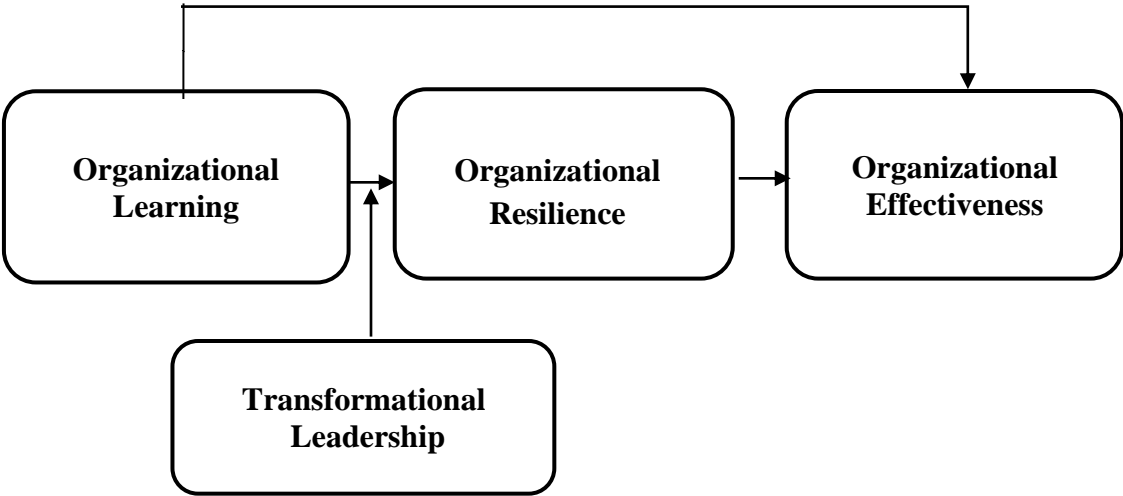 Organizational
Learning
Organizational
Resilience
Organizational
Effectiveness
Transformational
Leadership